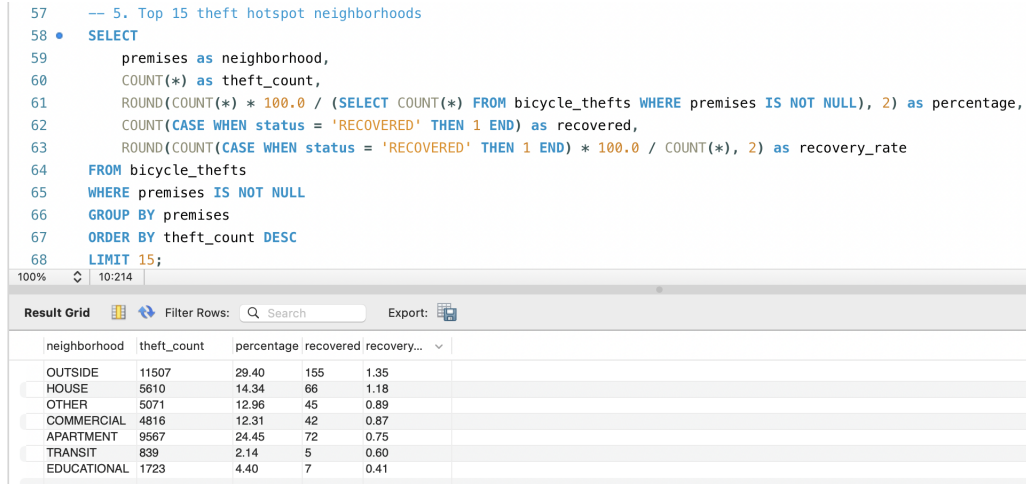 57 -- 5. Top 15 theft hotspot neighborhoods
58 SELECT
59 premises as neighborhood,
60 COUNT(*) as theft_count,
61 ROUND(COUNT(*) * 100.0 / (SELECT COUNT(*) FROM bicycle_thefts WHERE premises IS NOT NULL), 2) as percentage,
62 COUNT(CASE WHEN status = 'RECOVERED' THEN 1 END) as recovered,
63 ROUND(COUNT(CASE WHEN status = 'RECOVERED' THEN 1 END) * 100.0 / COUNT(*), 2) as recovery_rate
64 FROM bicycle_thefts
65 WHERE premises IS NOT NULL
66 GROUP BY premises
67 ORDER BY theft_count DESC
68 LIMIT 15;
100% 10:214
Result Grid Filter Rows: Search Export:
neighborhood theft_count percentage recovered recovery...
OUTSIDE 11507 29.40 155 1.35
HOUSE 5610 14.34 66 1.18
OTHER 5071 12.96 45 0.89
COMMERCIAL 4816 12.31 42 0.87
APARTMENT 9567 24.45 72 0.75
TRANSIT 839 2.14 5 0.60
EDUCATIONAL 1723 4.40 7 0.41